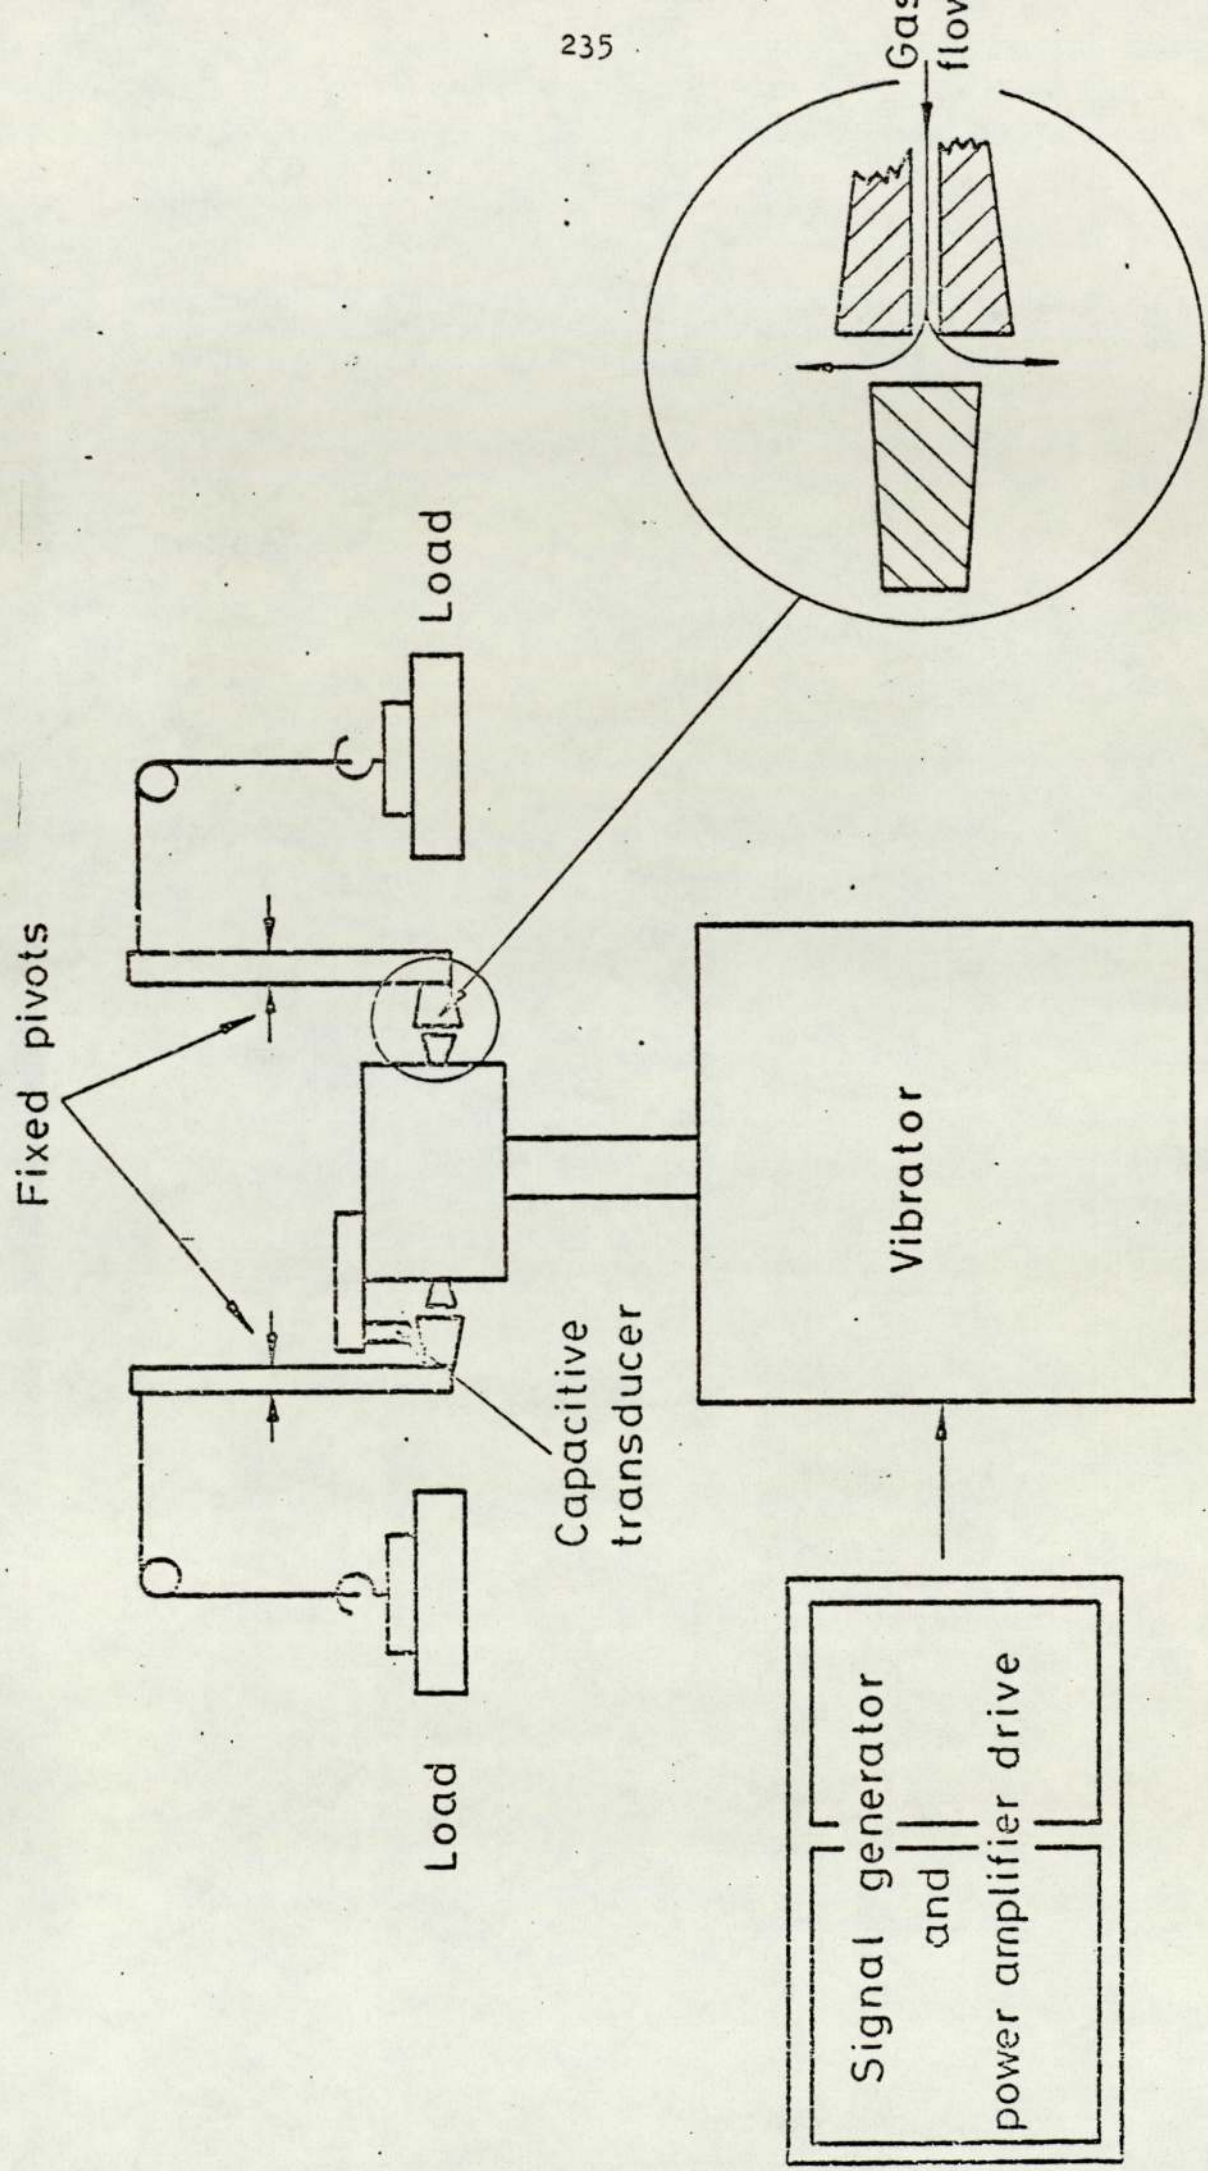 235
Fixed pivots
Load
Load
Capacitive
transducer
Gas
flow
Vibrator
Signal generator
and
power amplifier drive